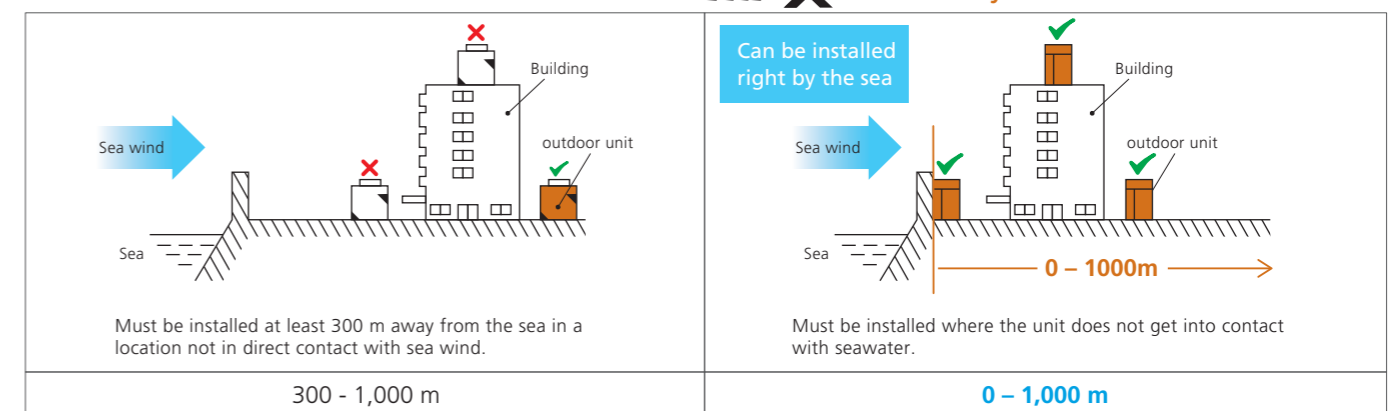 Building
outdoor unit
Sea wind
Sea
Must be installed at least 300 m away from the sea in a
location not in direct contact with sea wind.
300 - 1,000 m
Can be installed
right by the sea
Building
outdoor unit
Sea wind
Sea
0 – 1000m
Must be installed where the unit does not get into contact
with seawater.
0 – 1,000 m